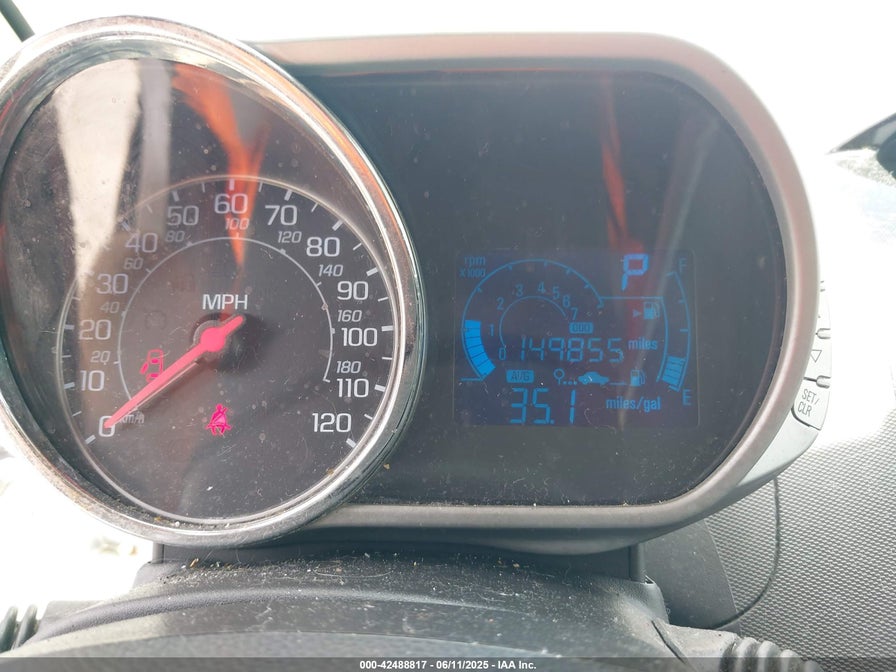 60
50 100 70
40 80 120 80
60 140
30 MPH 90
40 160
20 100
20 180
10 110
0 km/h 120
rpm
x1000
P
F
0 1 2 3 4 5 6 7
ODO
149855 miles
AVG
35.1 miles/gal
E
SET/
CLR
000-42488817 - 06/11/2025 - IAA Inc.